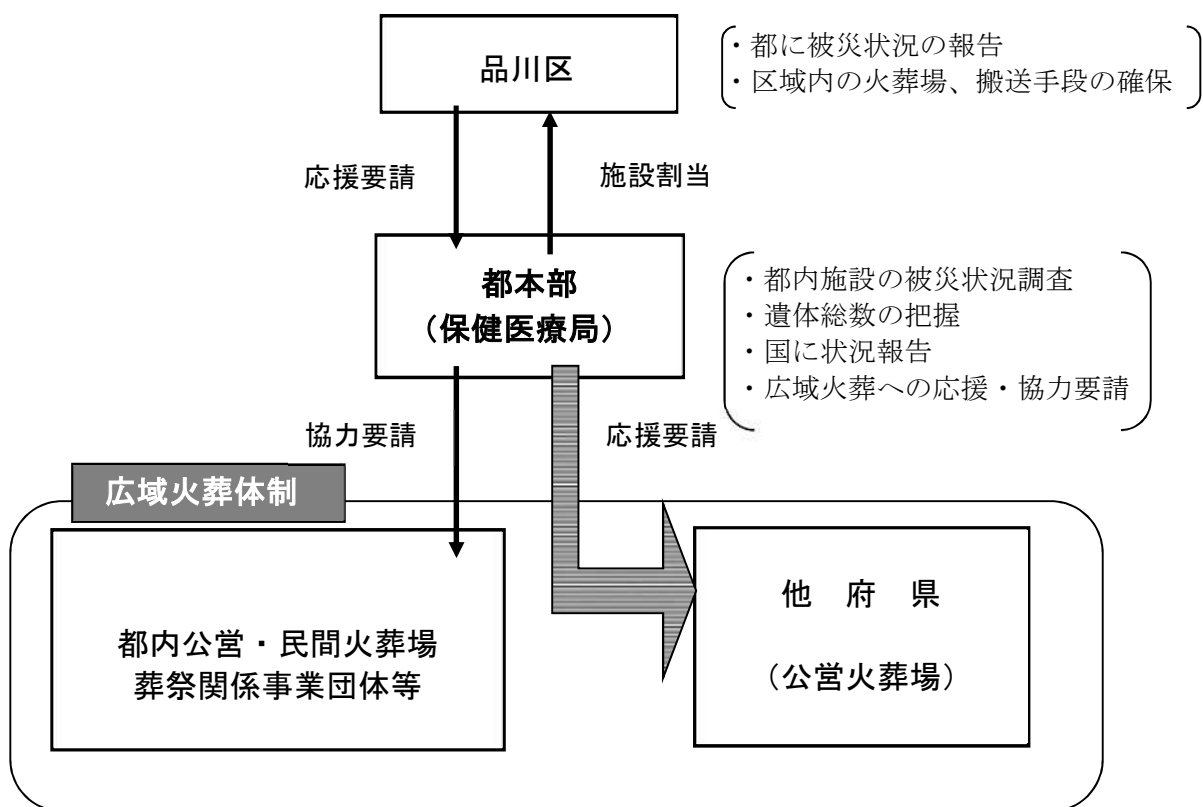 品川区
・都に被災状況の報告
・区域内の火葬場、搬送手段の確保
応援要請
施設割当
都本部
（保健医療局）
・都内施設の被災状況調査
・遺体総数の把握
・国に状況報告
・広域火葬への応援・協力要請
協力要請
応援要請
広域火葬体制
都内公営・民間火葬場
葬祭関係事業団体等
他　府　県
（公営火葬場）